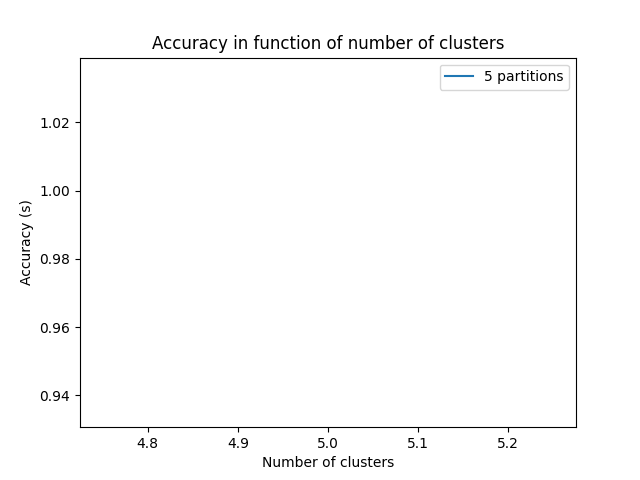 Accuracy in function of number of clusters
5 partitions
1.02
1.00
0.98
0.96
0.94
Accuracy (s)
4.8 4.9 5.0 5.1 5.2
Number of clusters